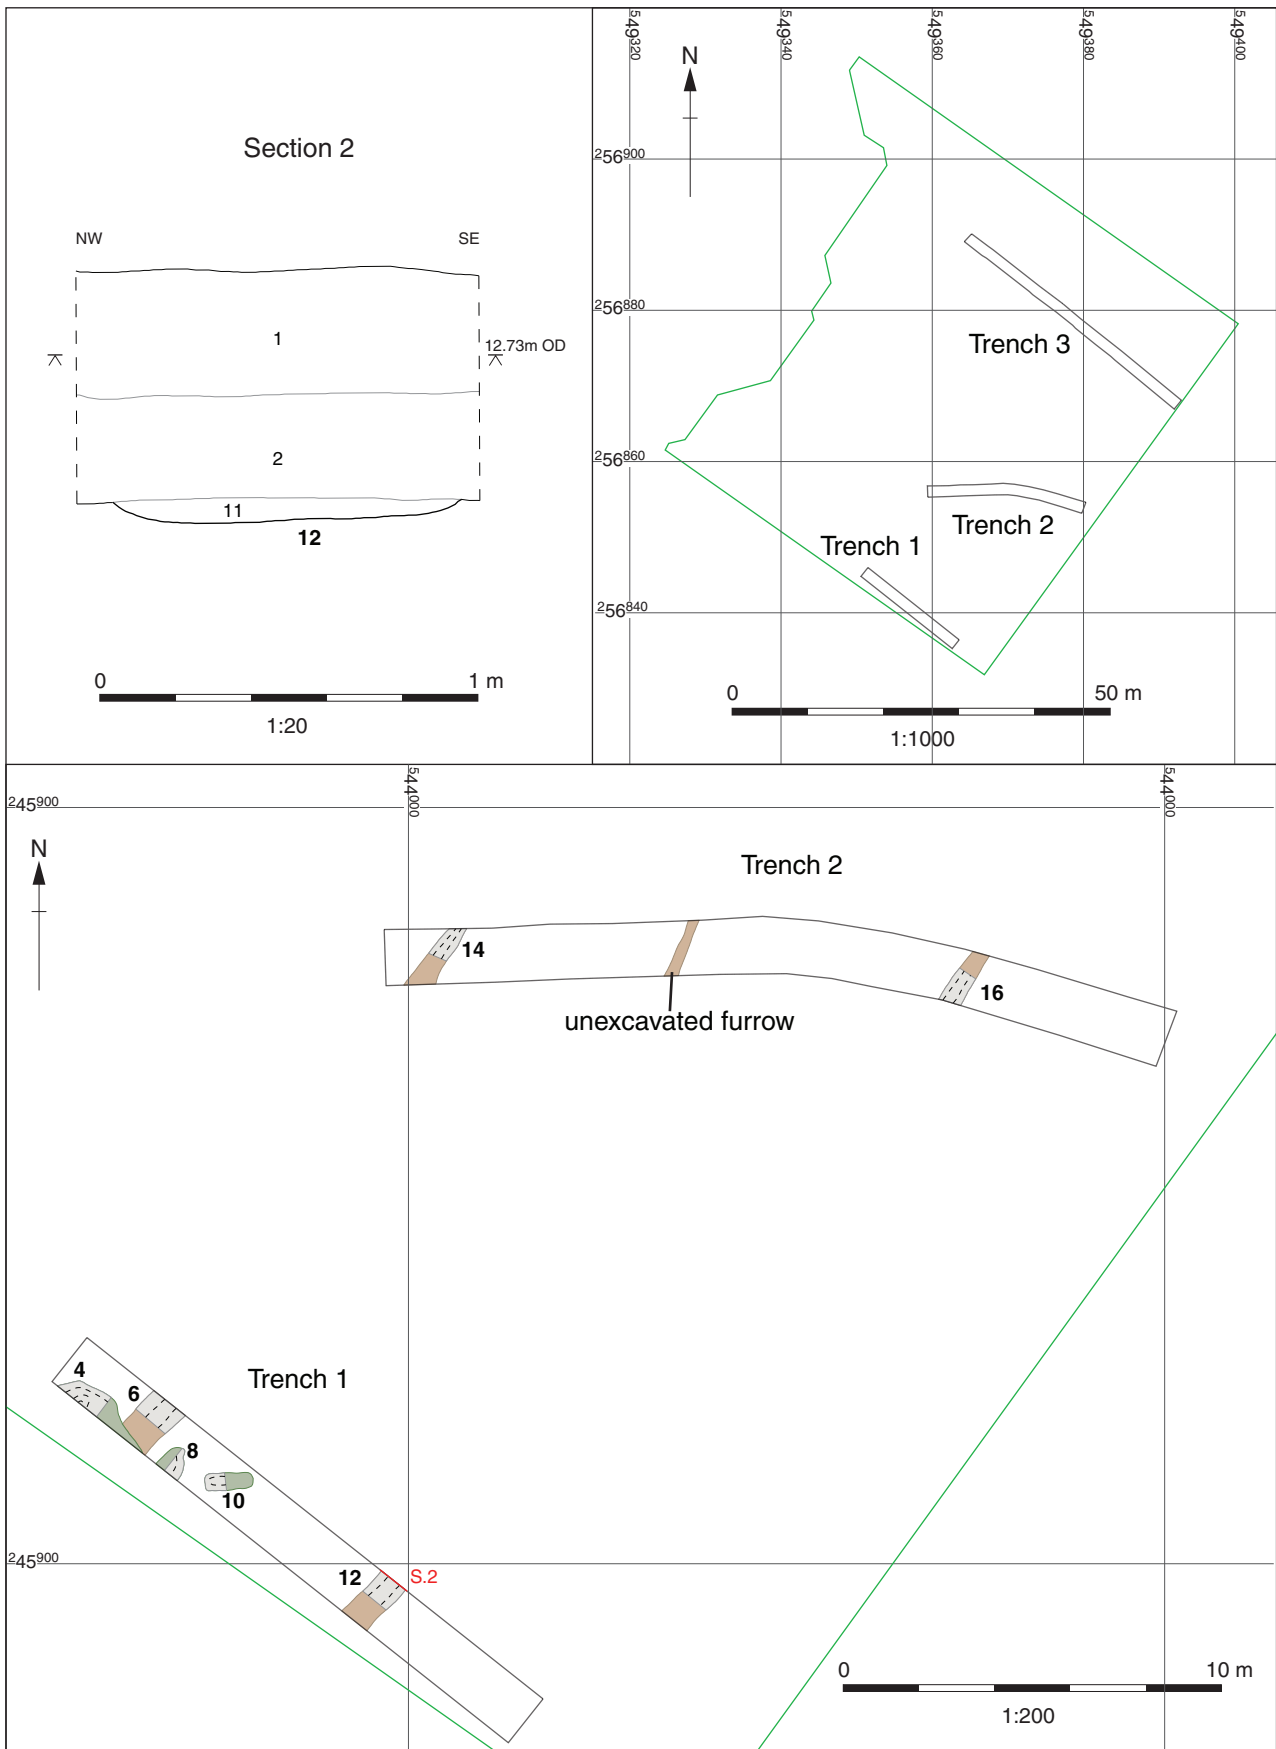 Section 2
NW
SE
1
12.73m OD
2
11
12
0 1 m
1:20
549320
549340
549360
549380
549400
N
256900
256880
Trench 3
256860
Trench 2
Trench 1
256840
0 50 m
1:1000
544000
544000
245900
N
Trench 2
14
16
unexcavated furrow
Trench 1
4
6
8
10
245900
12
S.2
0 10 m
1:200